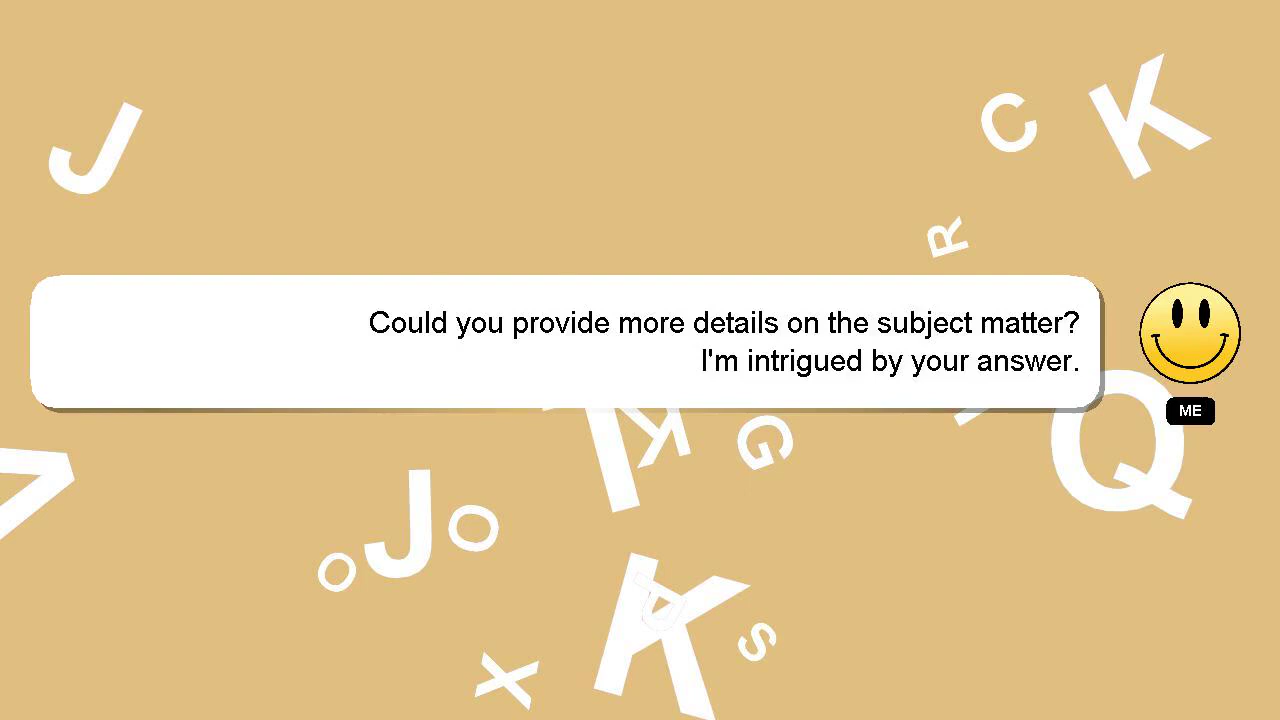 J
C
K
R
Could you provide more details on the subject matter?
I'm intrigued by your answer.
ME
K
G
Q
J
O
O
K
S
X